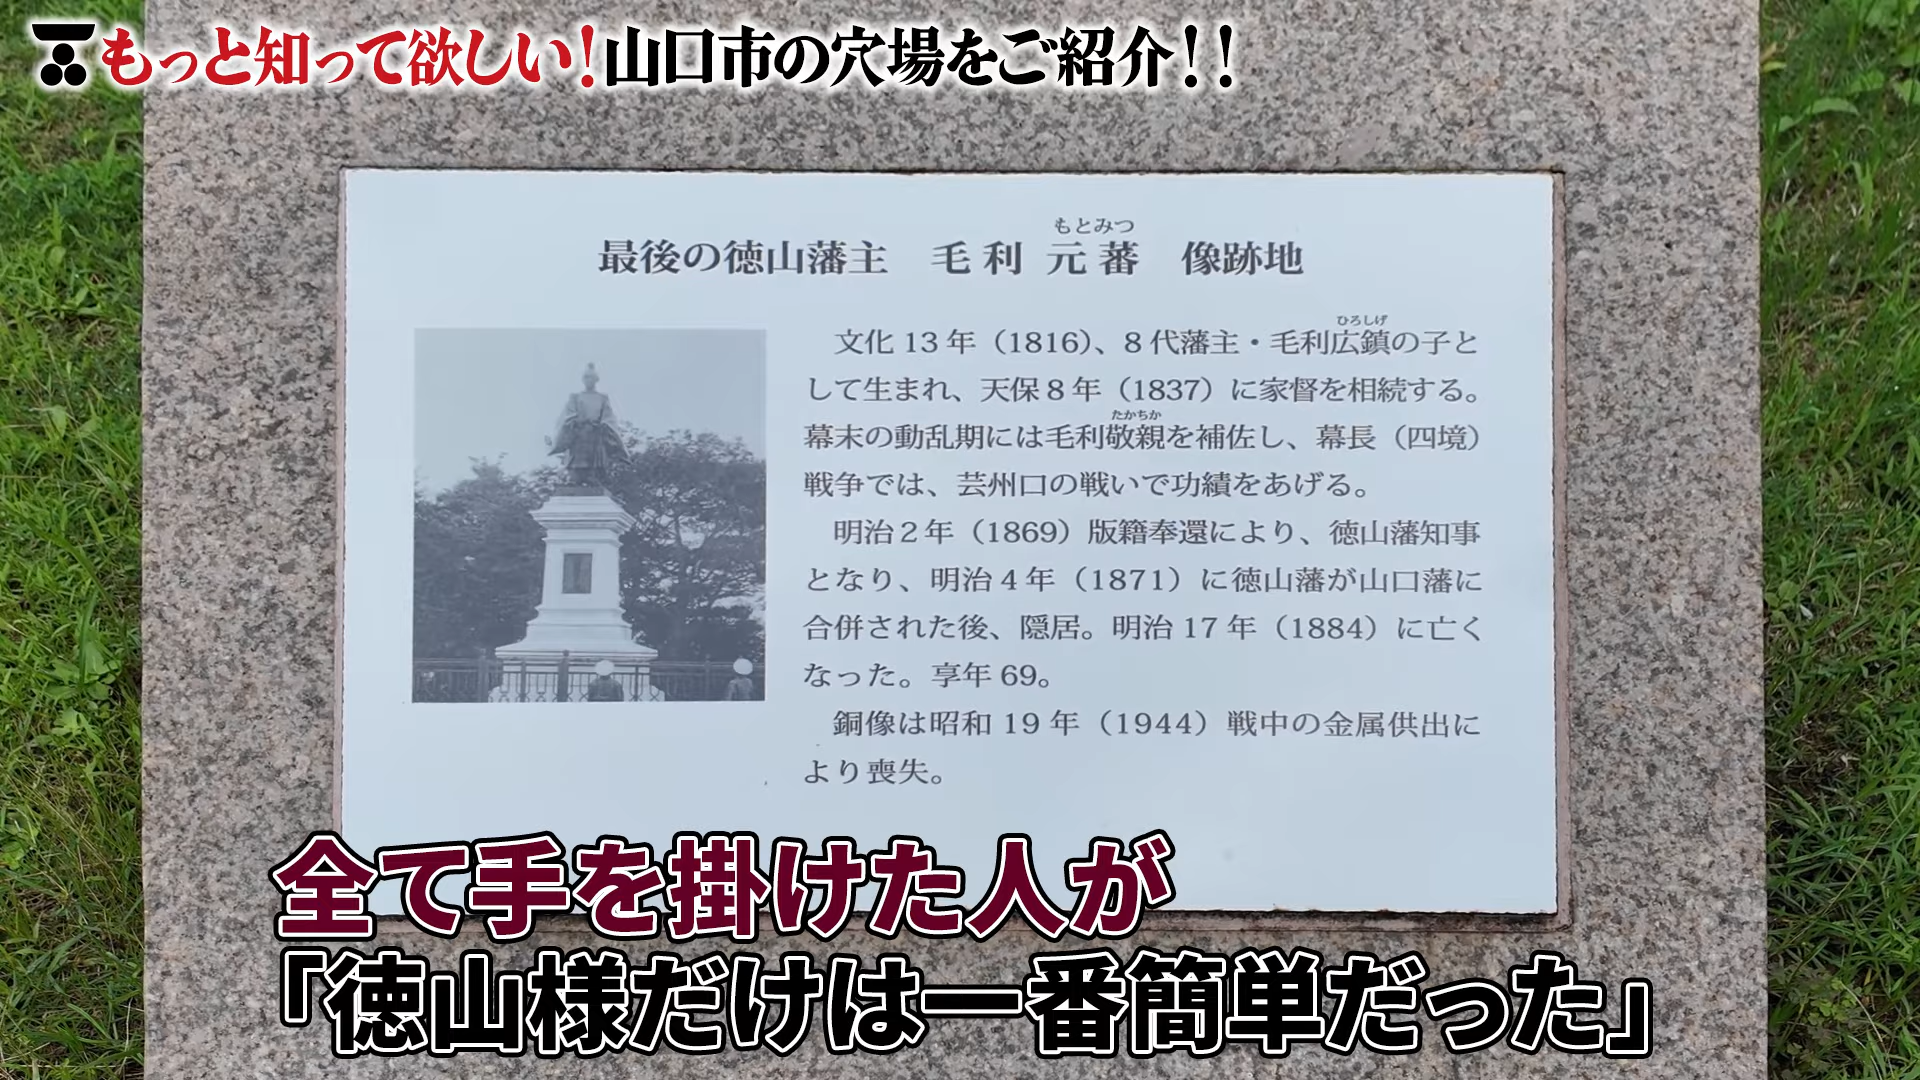 もっと知って欲しい！山口市の穴場をご紹介！！
もとみつ
最後の徳山藩主 毛利 元蕃 像跡地
ひろしげ
文化13年（1816）、8代藩主・毛利広鎮の子と
して生まれ、天保8年（1837）に家督を相続する。
たかちか
幕末の動乱期には毛利敬親を補佐し、幕長（四境）
戦争では、芸州口の戦いで功績をあげる。
明治2年（1869）版籍奉還により、徳山藩知事
となり、明治4年（1871）に徳山藩が山口藩に
合併された後、隠居。明治17年（1884）に亡く
なった。享年69。
銅像は昭和19年（1944）戦中の金属供出に
より喪失。
全て手を掛けた人が
「徳山様だけは一番簡単だった」